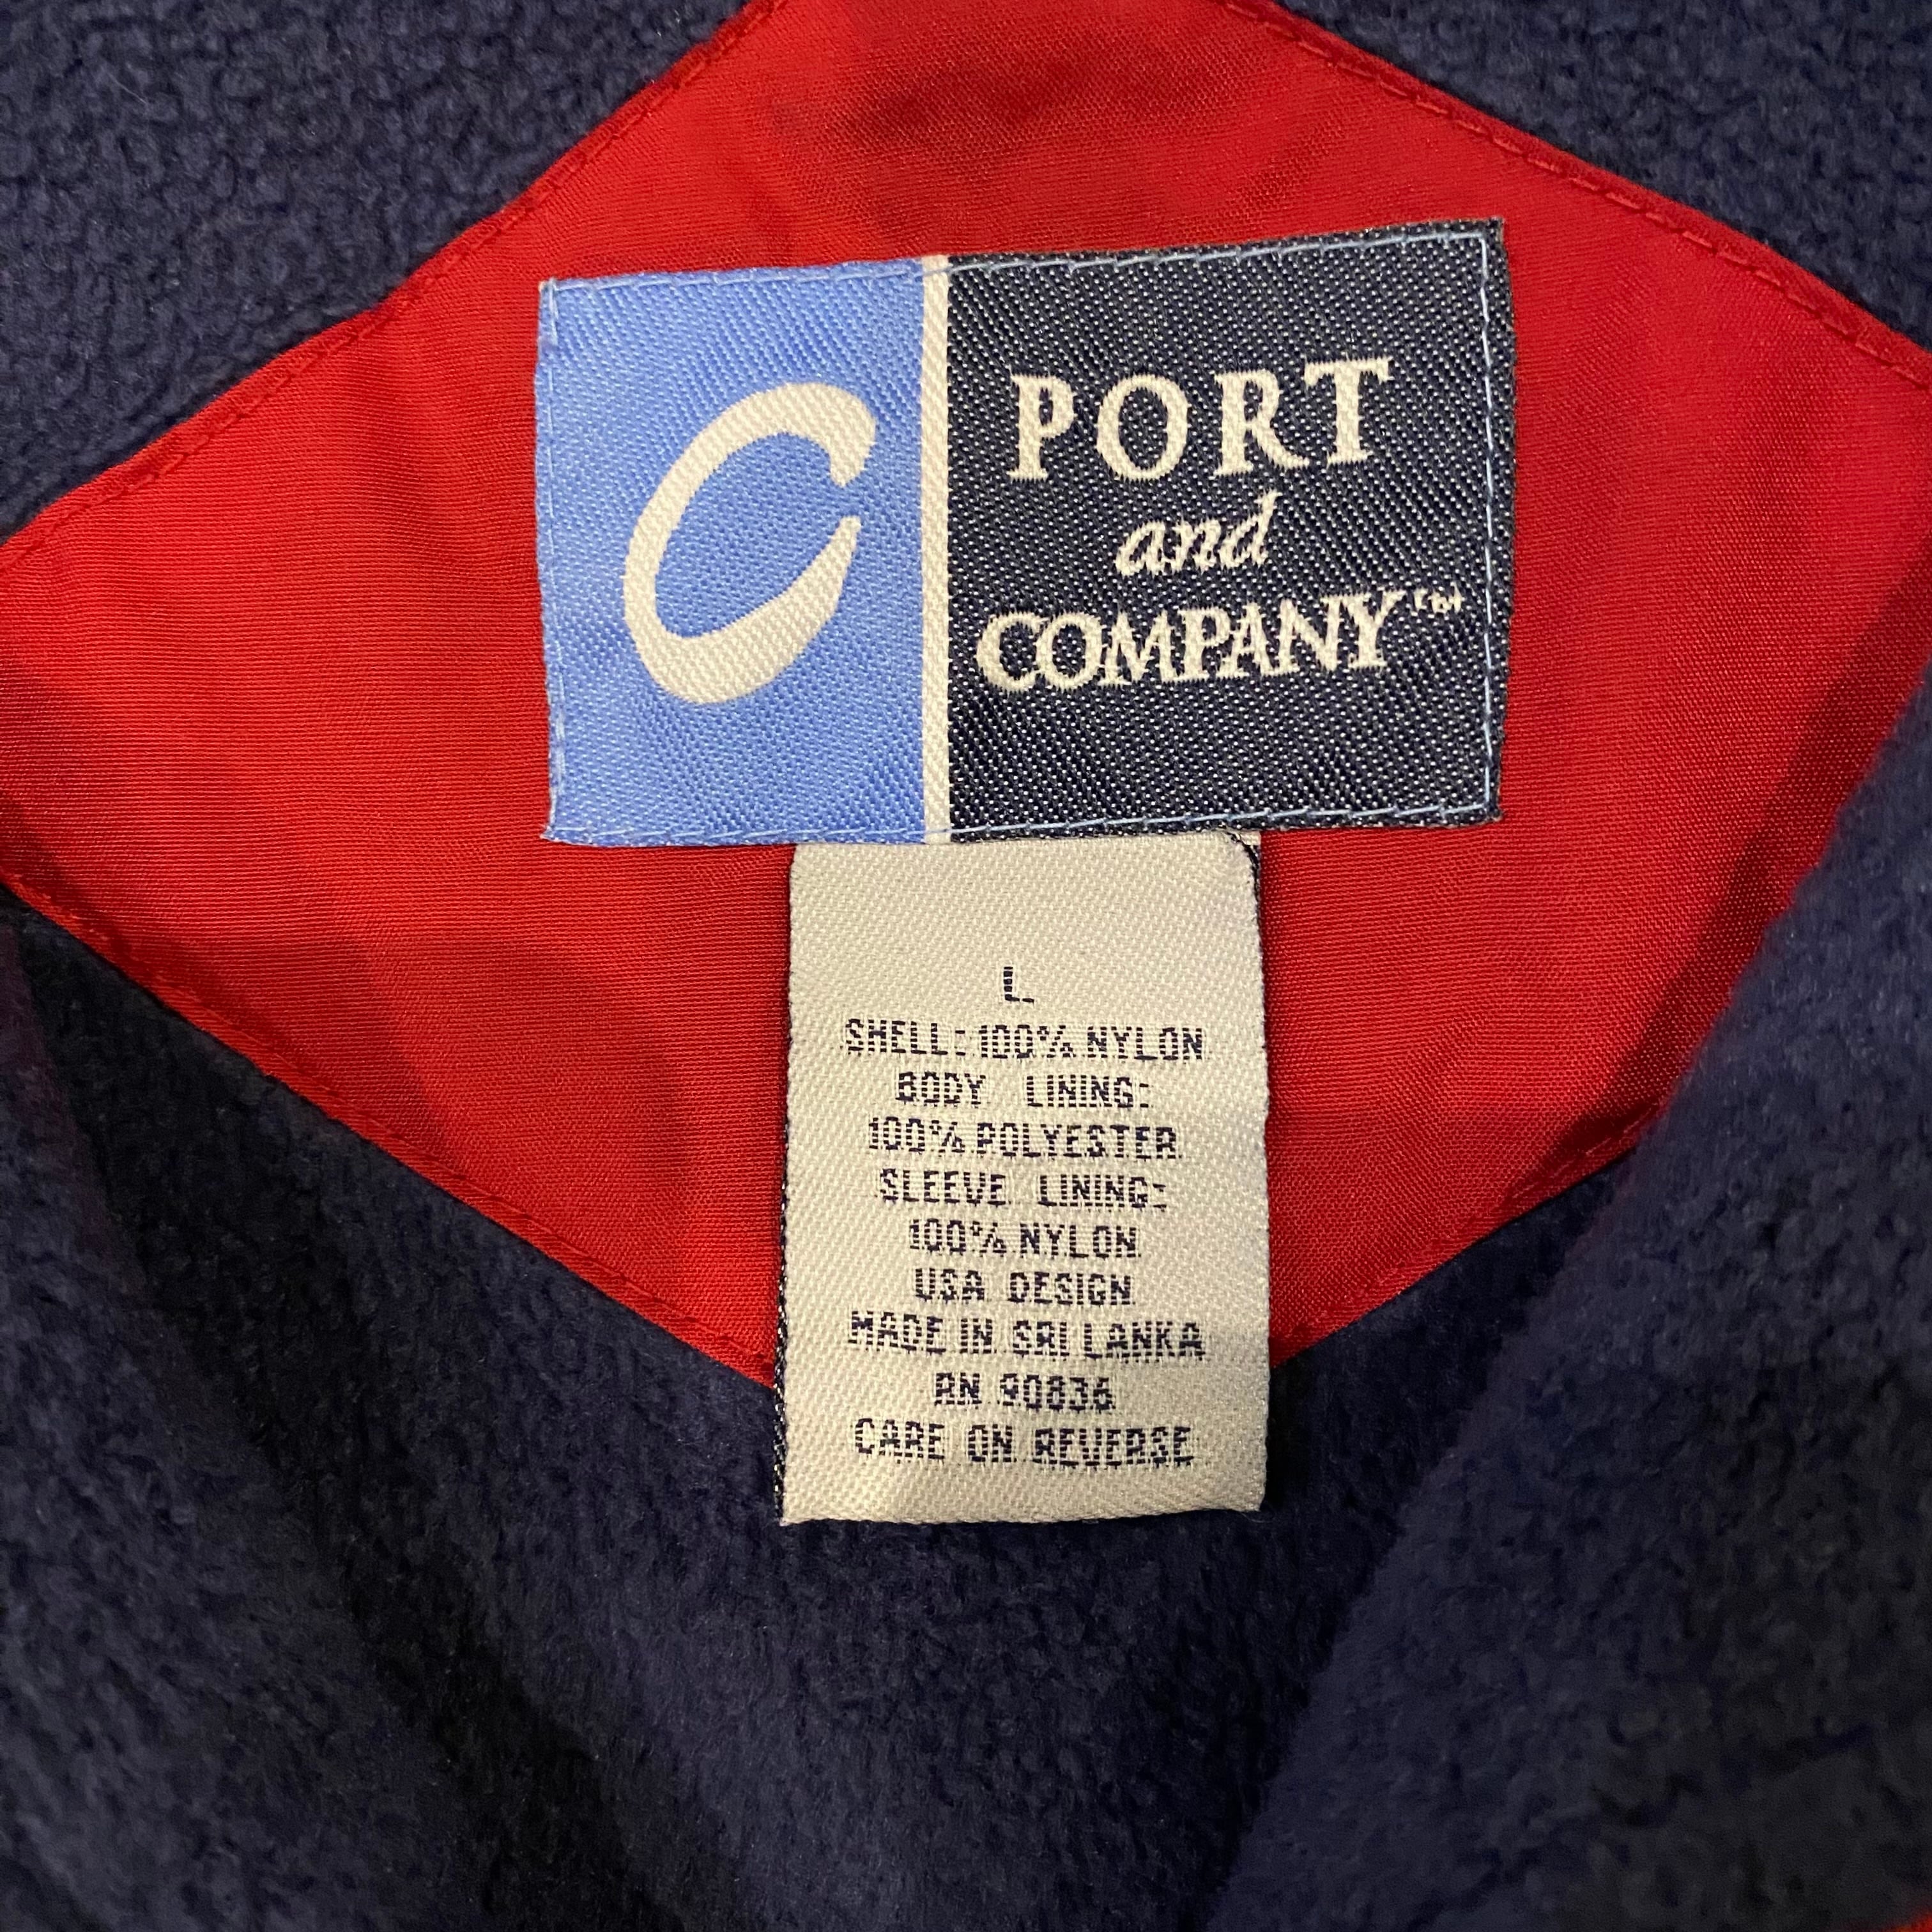 C
PORT
and
COMPANY
L
SHELL: 100% NYLON
BODY LINING:
100% POLYESTER
SLEEVE LINING:
100% NYLON
USA DESIGN
MADE IN SRI LANKA
RN 90836
CARE ON REVERSE